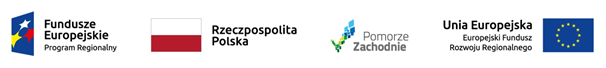 Fundusze
Europejskie
Program Regionalny
Rzeczpospolita
Polska
Pomorze
Zachodnie
Unia Europejska
Europejski Fundusz
Rozwoju Regionalnego